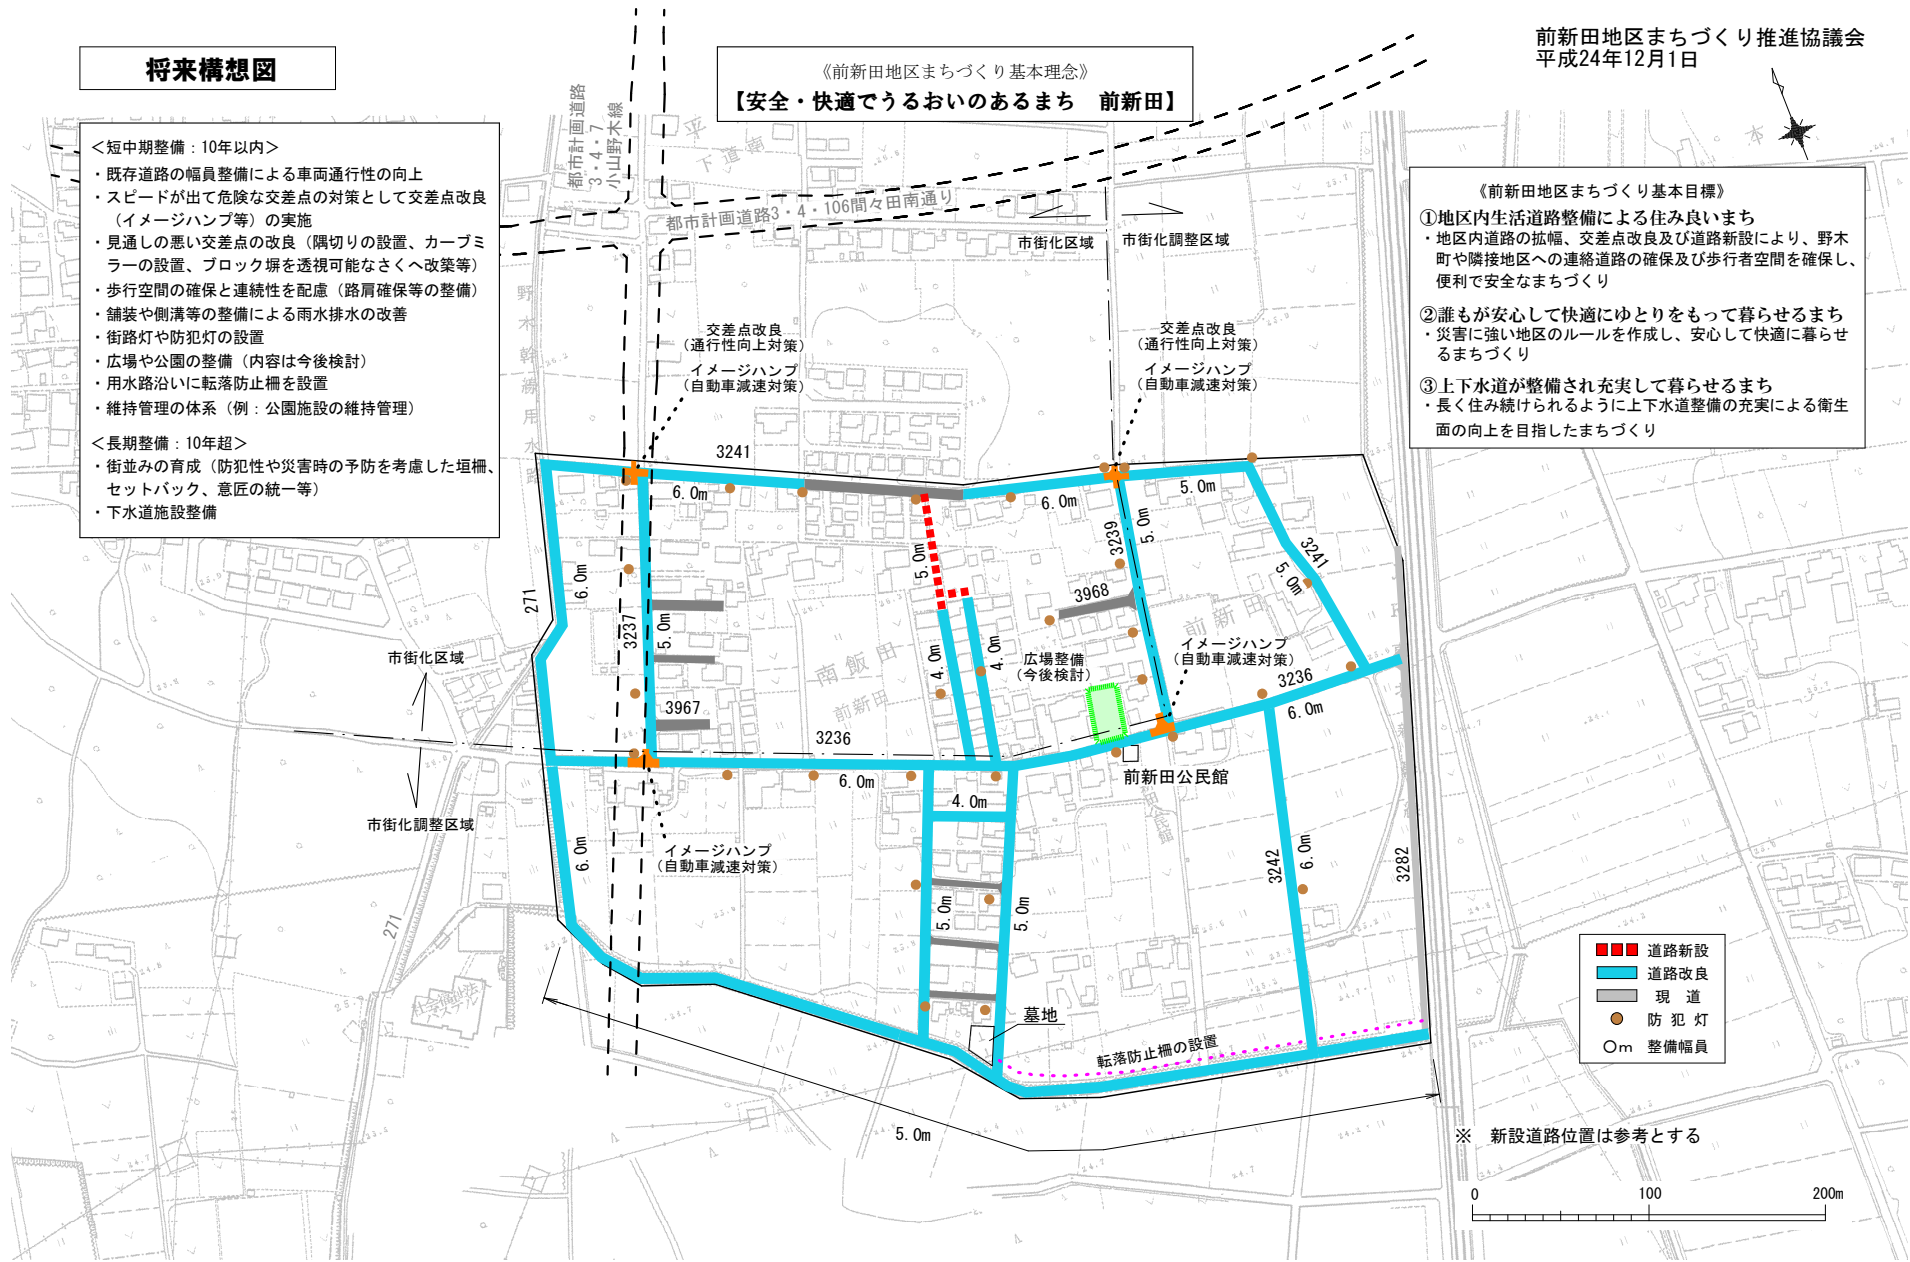 将来構想図
《前新田地区まちづくり基本理念》
【安全・快適でうるおいのあるまち　前新田】
前新田地区まちづくり推進協議会
平成24年12月1日
＜短中期整備：10年以内＞
・既存道路の幅員整備による車両通行性の向上
・スピードが出て危険な交差点の対策として交差点改良
（イメージハンプ等）の実施
・見通しの悪い交差点の改良（隅切りの設置、カーブミ
ラーの設置、ブロック塀を透視可能なさくへ改築等）
・歩行空間の確保と連続性を配慮（路肩確保等の整備）
・舗装や側溝等の整備による雨水排水の改善
・街路灯や防犯灯の設置
・広場や公園の整備（内容は今後検討）
・用水路沿いに転落防止柵を設置
・維持管理の体系（例：公園施設の維持管理）
＜長期整備：10年超＞
・街並みの育成（防犯性や災害時の予防を考慮した垣柵、
セットバック、意匠の統一等）
・下水道施設整備
《前新田地区まちづくり基本目標》
①地区内生活道路整備による住み良いまち
・地区内道路の拡幅、交差点改良及び道路新設により、野木
町や隣接地区への連絡道路の確保及び歩行者空間を確保し、
便利で安全なまちづくり
②誰もが安心して快適にゆとりをもって暮らせるまち
・災害に強い地区のルールを作成し、安心して快適に暮らせ
るまちづくり
③上下水道が整備され充実して暮らせるまち
・長く住み続けられるように上下水道整備の充実による衛生
面の向上を目指したまちづくり
都市計画道路
3・4・7
小山野木線
平
下道南
都市計画道路3・4・106間々田南通り
本
市街化区域
市街化調整区域
野木幹線用水路
交差点改良
（通行性向上対策）
イメージハンプ
（自動車減速対策）
交差点改良
（通行性向上対策）
イメージハンプ
（自動車減速対策）
3241
6.0m
6.0m
5.0m
3239
5.0m
3241
5.0m
271
6.0m
3237
5.0m
5.0m
3968
前新田
4.0m
4.0m
南飯田
前新田
広場整備
（今後検討）
イメージハンプ
（自動車減速対策）
3236
6.0m
市街化区域
3967
3236
6.0m
前新田公民館
4.0m
市街化調整区域
イメージハンプ
（自動車減速対策）
6.0m
271
5.0m
5.0m
3242
6.0m
3282
墓地
転落防止柵の設置
5.0m
道路新設
道路改良
現　道
防 犯 灯
○m　整備幅員
※　新設道路位置は参考とする
0　100　200m